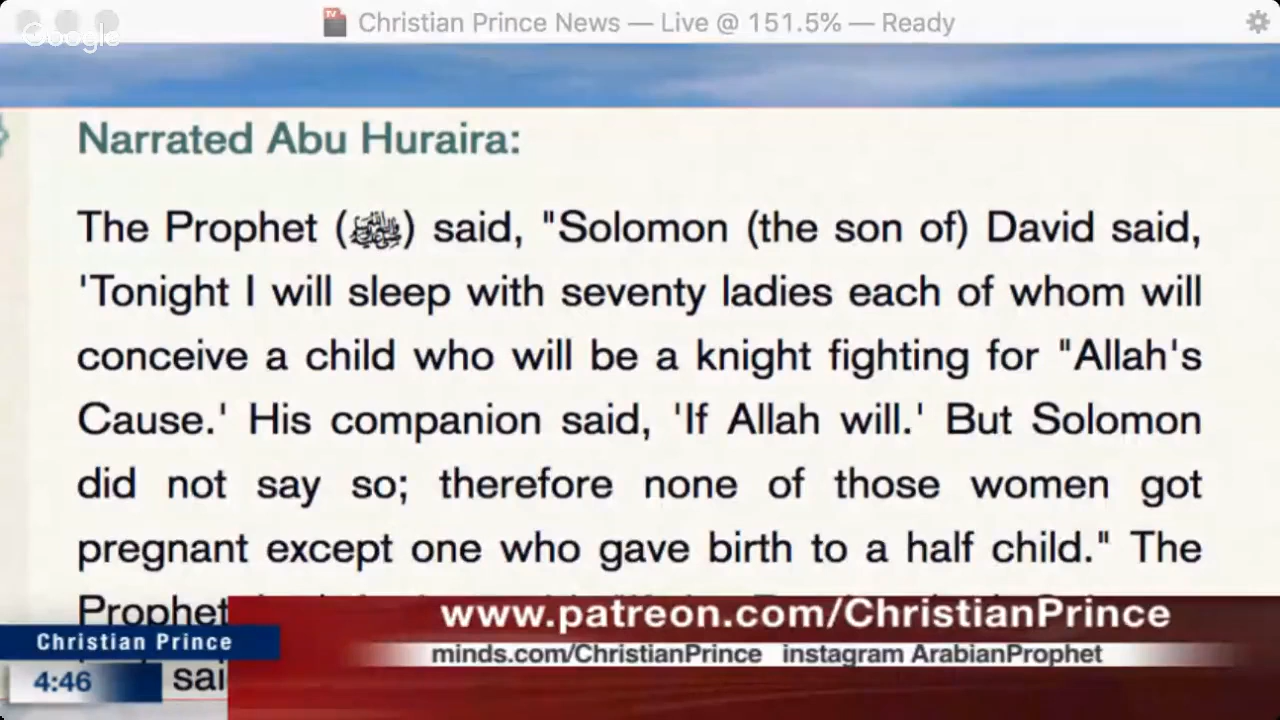 Christian Prince News — Live @ 151.5% — Ready
Google
Narrated Abu Huraira:
The Prophet (ﷺ) said, "Solomon (the son of) David said,
'Tonight I will sleep with seventy ladies each of whom will
conceive a child who will be a knight fighting for "Allah's
Cause.' His companion said, 'If Allah will.' But Solomon
did not say so; therefore none of those women got
pregnant except one who gave birth to a half child." The
Prophet
www.patreon.com/ChristianPrince
Christian Prince
minds.com/ChristianPrince instagram ArabianProphet
4:46
sai